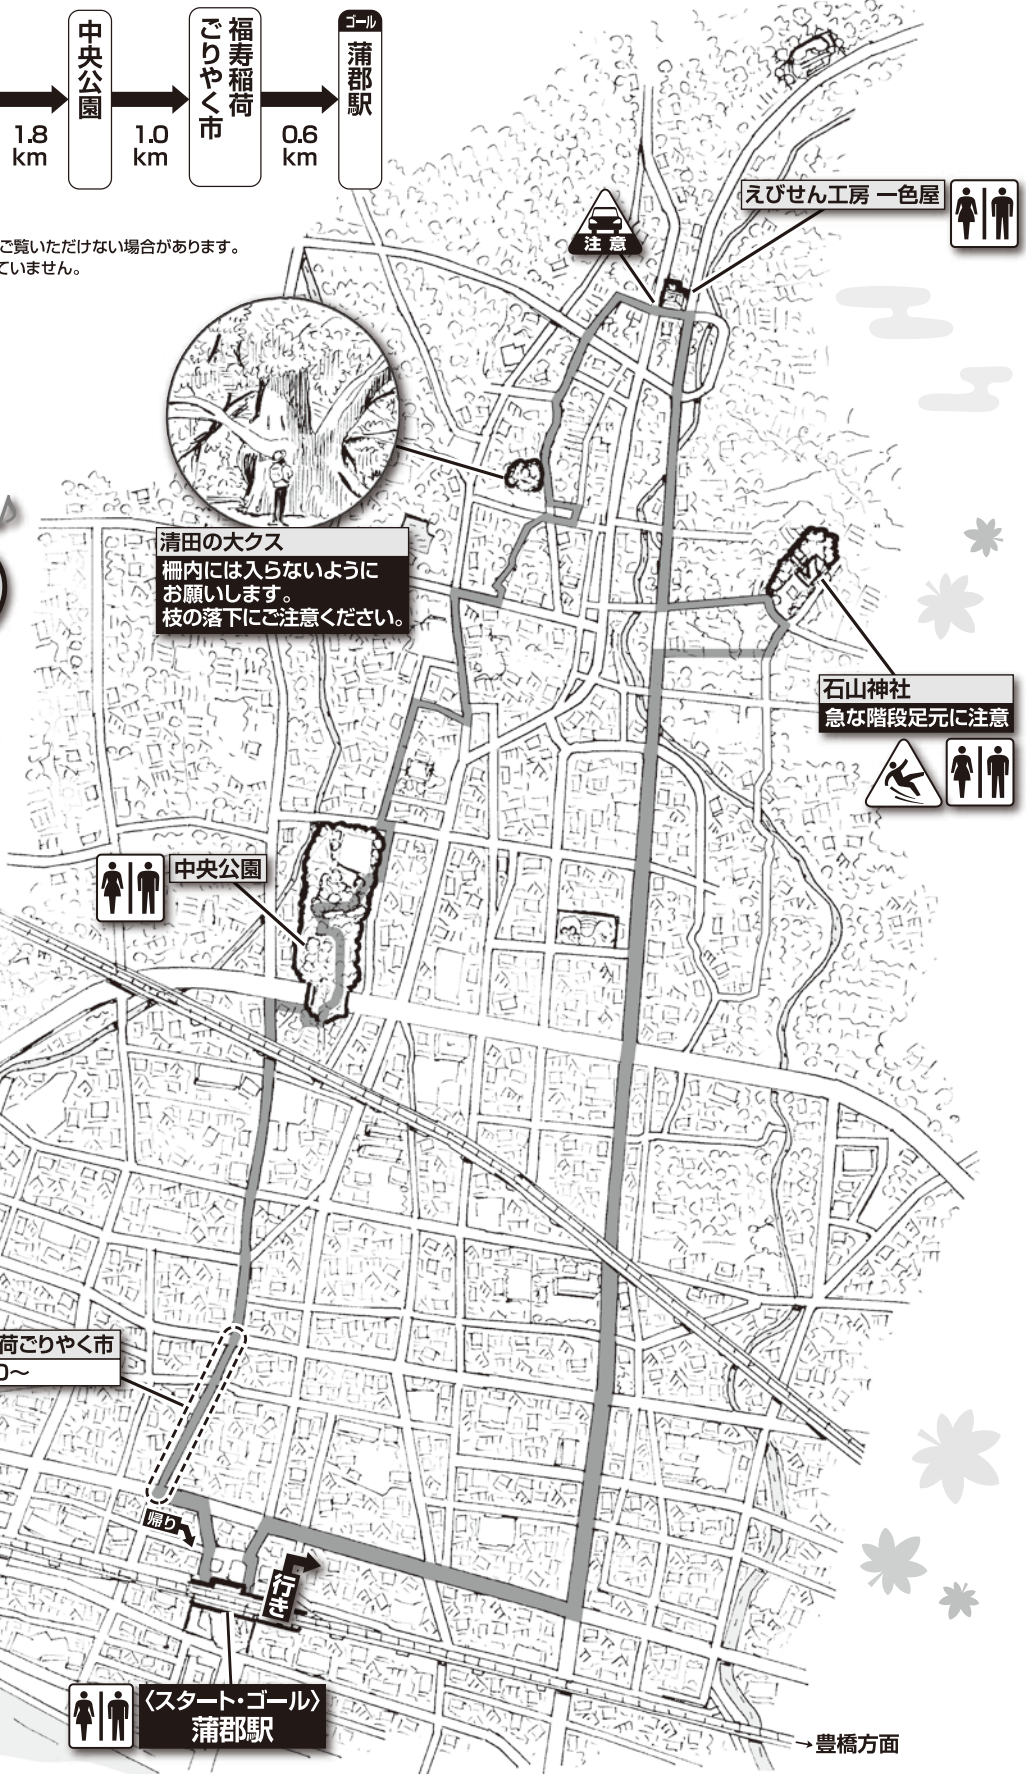 1.8
km
中央公園
1.0
km
福寿稲荷
ごりやく市
0.6
km
ゴール
蒲郡駅
ご覧いただけない場合があります。
ていません。
えびせん工房 一色屋
注意
清田の大クス
柵内には入らないように
お願いします。
枝の落下にご注意ください。
石山神社
急な階段足元に注意
中央公園
荷ごりやく市
0～
帰り
行き
〈スタート・ゴール〉
蒲郡駅
→豊橋方面